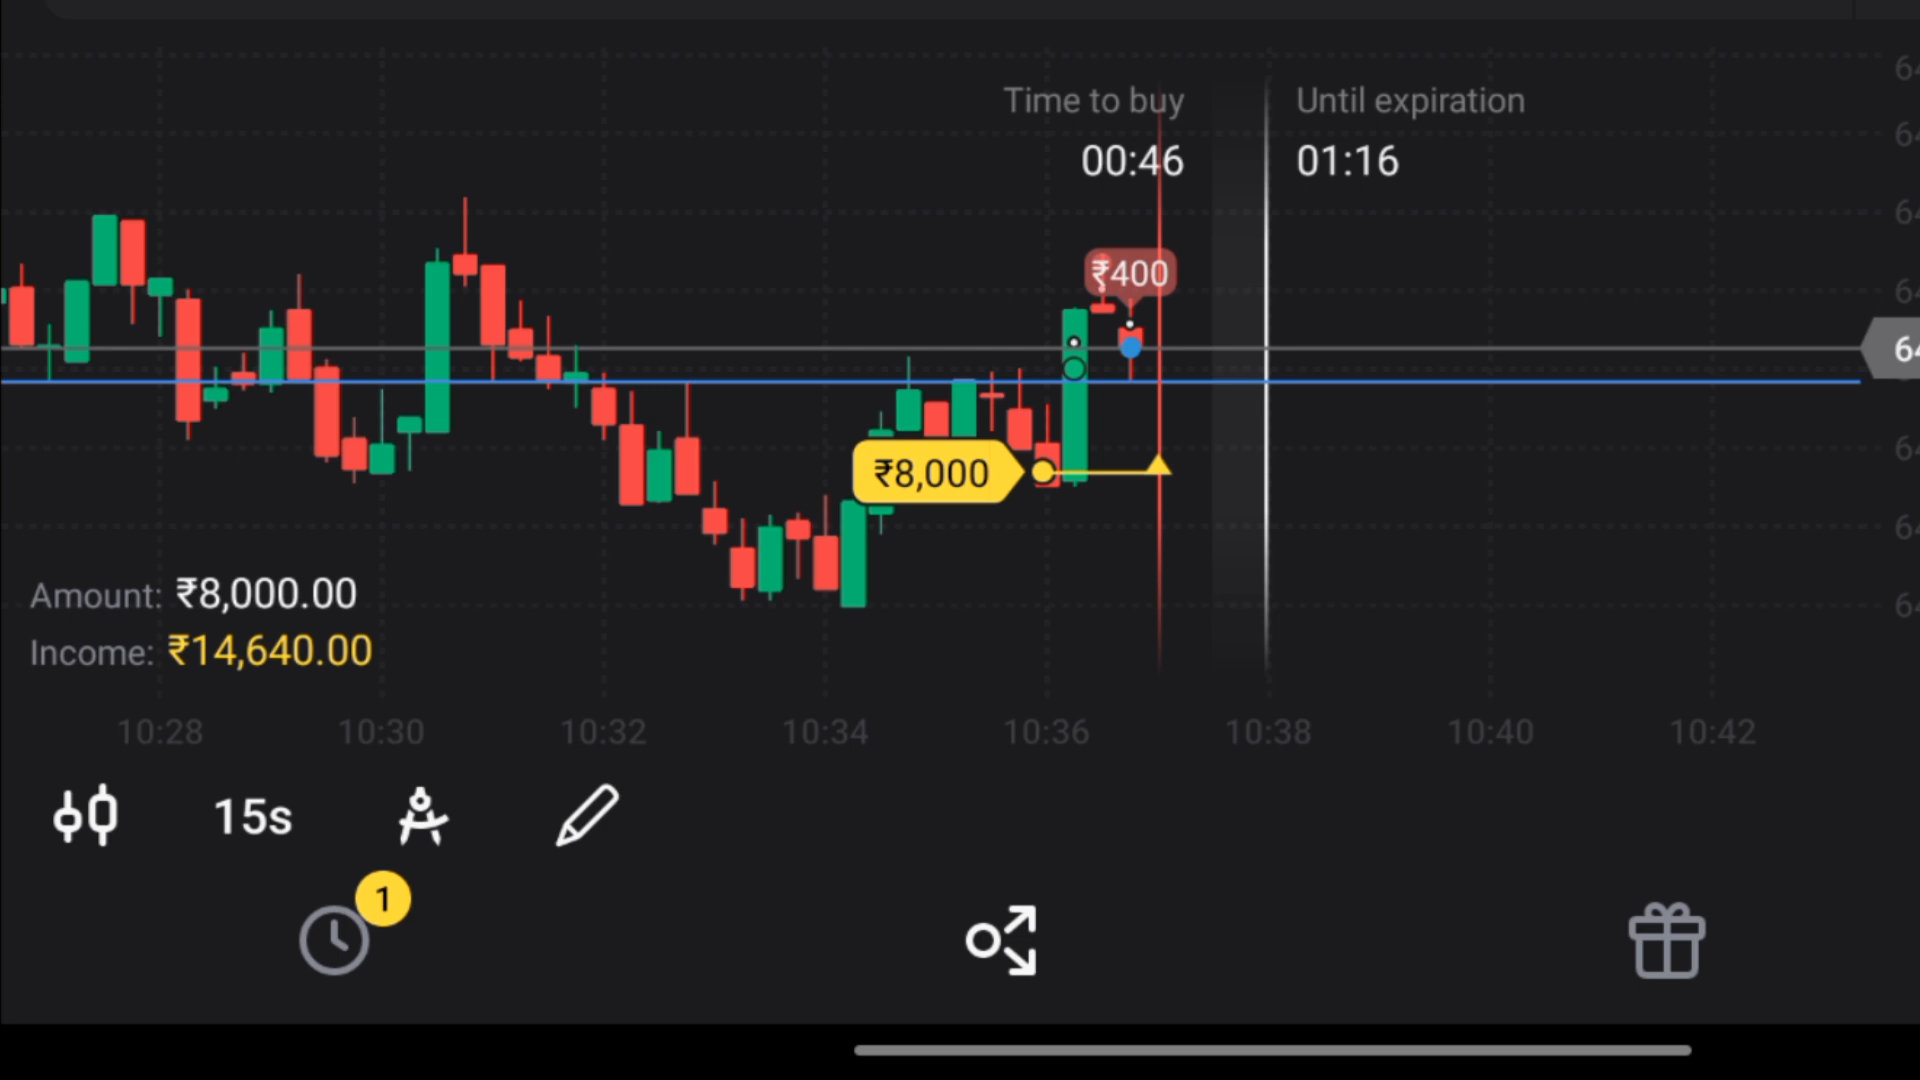 Time to buy
Until expiration
00:46
01:16
₹400
₹8,000
Amount: ₹8,000.00
Income: ₹14,640.00
10:28
10:30
10:32
10:34
10:36
10:38
10:40
10:42
15s
1